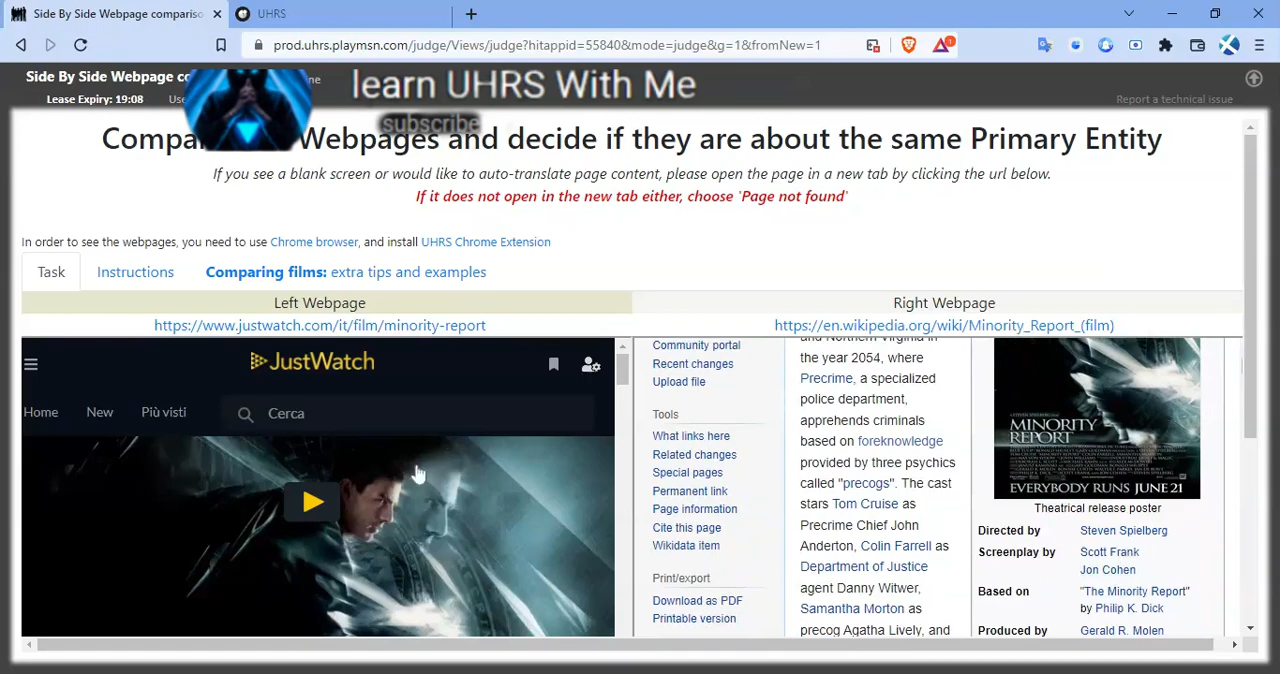 Side By Side Webpage comparis
UHRS
prod.uhrs.playmsn.com/judge/Views/judge?hitappid=55840&mode=judge&g=1&fromNew=1
1
Side By Side Webpage co
learn UHRS With Me
Lease Expiry: 19:08
subscribe
Report a technical issue
Webpages and decide if they are about the same Primary Entity
If you see a blank screen or would like to auto-translate page content, please open the page in a new tab by clicking the url below.
If it does not open in the new tab either, choose 'Page not found'
In order to see the webpages, you need to use Chrome browser, and install UHRS Chrome Extension
Task
Instructions
Comparing films: extra tips and examples
Left Webpage
Right Webpage
https://www.justwatch.com/it/film/minority-report
https://en.wikipedia.org/wiki/Minority_Report_(film)
JustWatch
Home
New
Più visti
Cerca
Community portal
Recent changes
Upload file
Tools
What links here
Related changes
Special pages
Permanent link
Page information
Cite this page
Wikidata item
Print/export
Download as PDF
Printable version
and Northern Virginia in
the year 2054, where
Precrime, a specialized
police department,
apprehends criminals
based on foreknowledge
provided by three psychics
called "precogs". The cast
stars Tom Cruise as
Precrime Chief John
Anderton, Colin Farrell as
Department of Justice
agent Danny Witwer,
Samantha Morton as
precog Agatha Lively, and
MINORITY
REPORT
EVERYBODY RUNS JUNE 21
Theatrical release poster
Directed by
Steven Spielberg
Screenplay by
Scott Frank
Jon Cohen
Based on
"The Minority Report"
by Philip K. Dick
Produced by
Gerald R. Molen